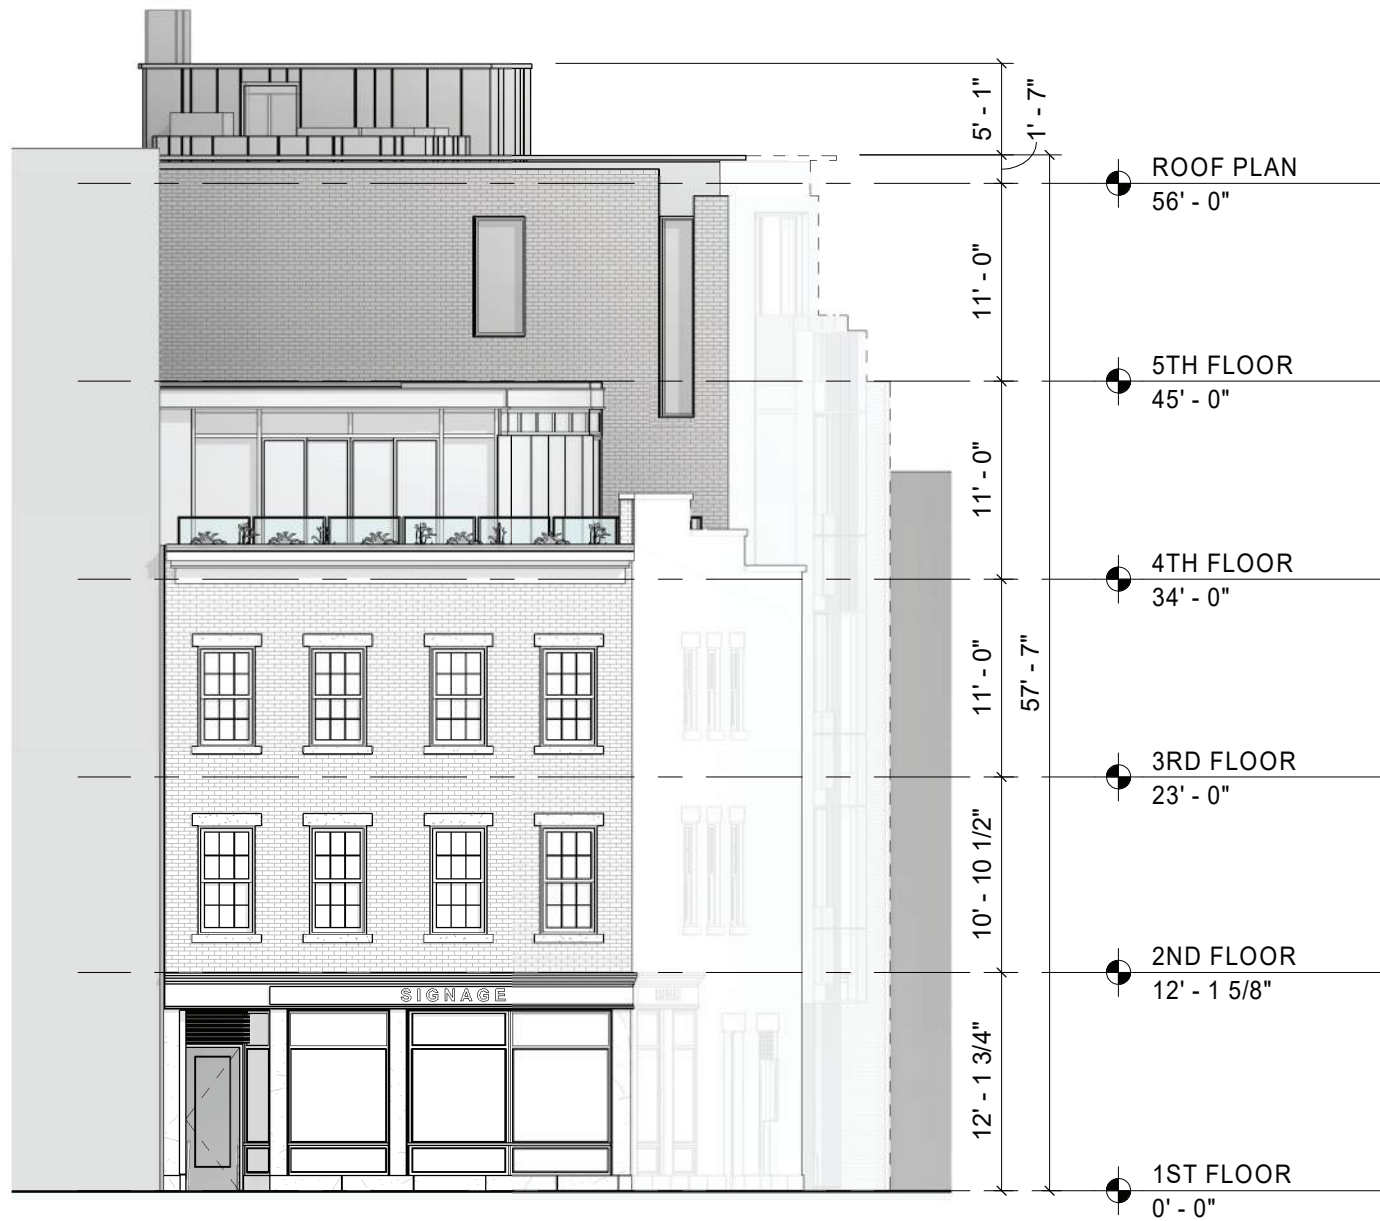 5' - 1"
1' - 7"
ROOF PLAN
56' - 0"
11' - 0"
5TH FLOOR
45' - 0"
11' - 0"
4TH FLOOR
34' - 0"
11' - 0"
57' - 7"
3RD FLOOR
23' - 0"
10' - 10 1/2"
2ND FLOOR
12' - 1 5/8"
SIGNAGE
12' - 1 3/4"
1ST FLOOR
0' - 0"